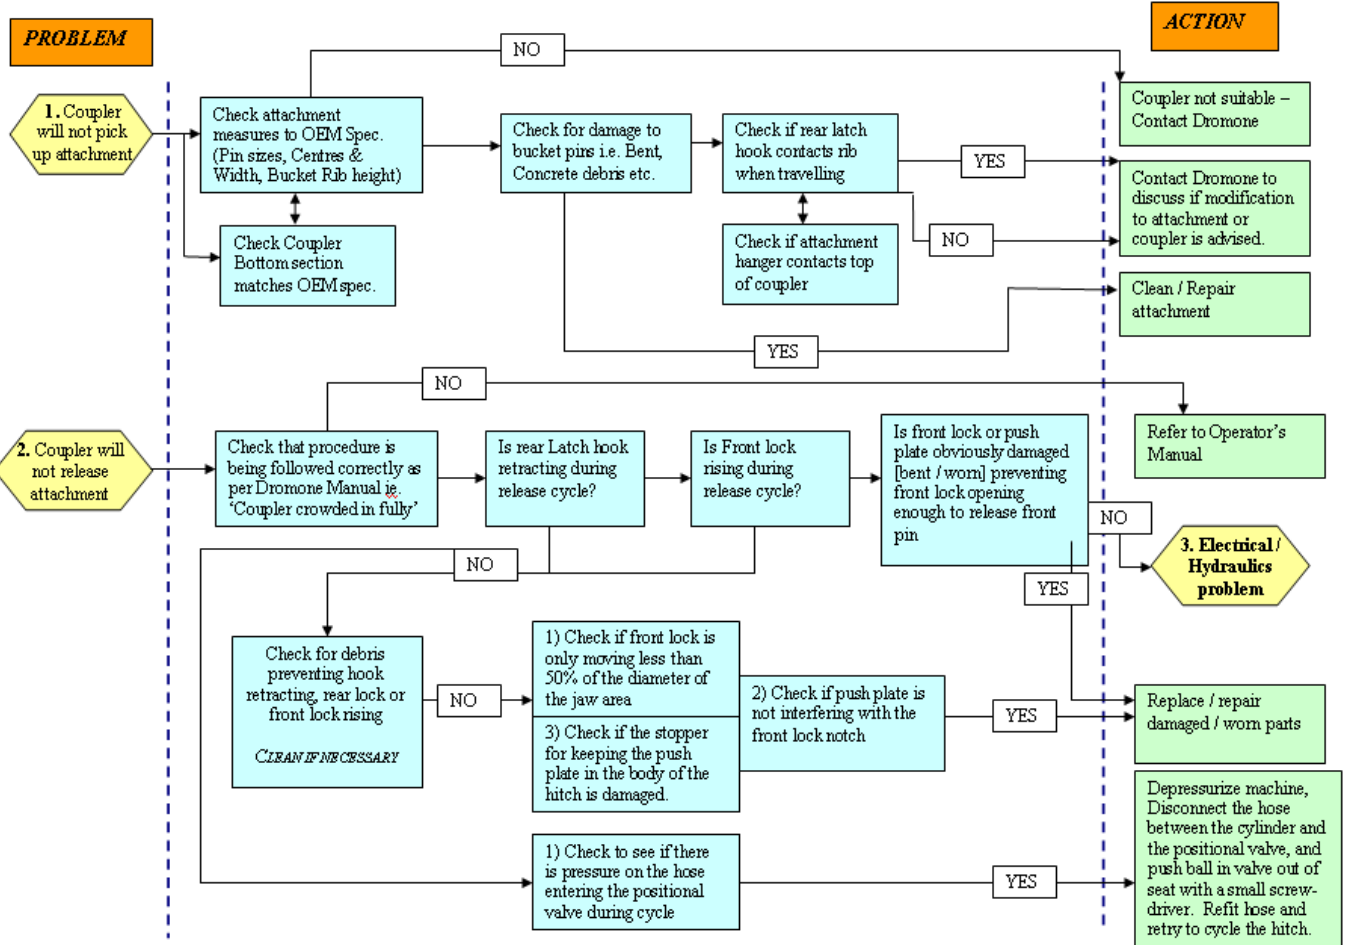 PROBLEM
ACTION
NO
1. Coupler
will not pick
up attachment
Check attachment
measures to OEM Spec.
(Pin sizes, Centres &
Width, Bucket Rib height)
Check for damage to
bucket pins i.e. Bent,
Concrete debris etc.
Check if rear latch
hook contacts rib
when travelling
YES
NO
Coupler not suitable –
Contact Dromone
Contact Dromone to
discuss if modification
to attachment or
coupler is advised.
Check Coupler
Bottom section
matches OEM spec.
Check if attachment
hanger contacts top
of coupler
Clean / Repair
attachment
YES
NO
2. Coupler will
not release
attachment
Check that procedure is
being followed correctly as
per Dromone Manual ie.
‘Coupler crowded in fully’
Is rear Latch hook
retracting during
release cycle?
Is Front lock
rising during
release cycle?
Is front lock or push
plate obviously damaged
[bent / worn] preventing
front lock opening
enough to release front
pin
Refer to Operator’s
Manual
NO
3. Electrical /
Hydraulics
problem
NO
YES
Check for debris
preventing hook
retracting, rear lock or
front lock rising
CLEAN IF NECESSARY
NO
1) Check if front lock is
only moving less than
50% of the diameter of
the jaw area
3) Check if the stopper
for keeping the push
plate in the body of the
hitch is damaged.
2) Check if push plate is
not interfering with the
front lock notch
YES
Replace / repair
damaged / worn parts
1) Check to see if there
is pressure on the hose
entering the positional
valve during cycle
YES
Depressurize machine,
Disconnect the hose
between the cylinder and
the positional valve, and
push ball in valve out of
seat with a small screw-
driver. Refit hose and
retry to cycle the hitch.